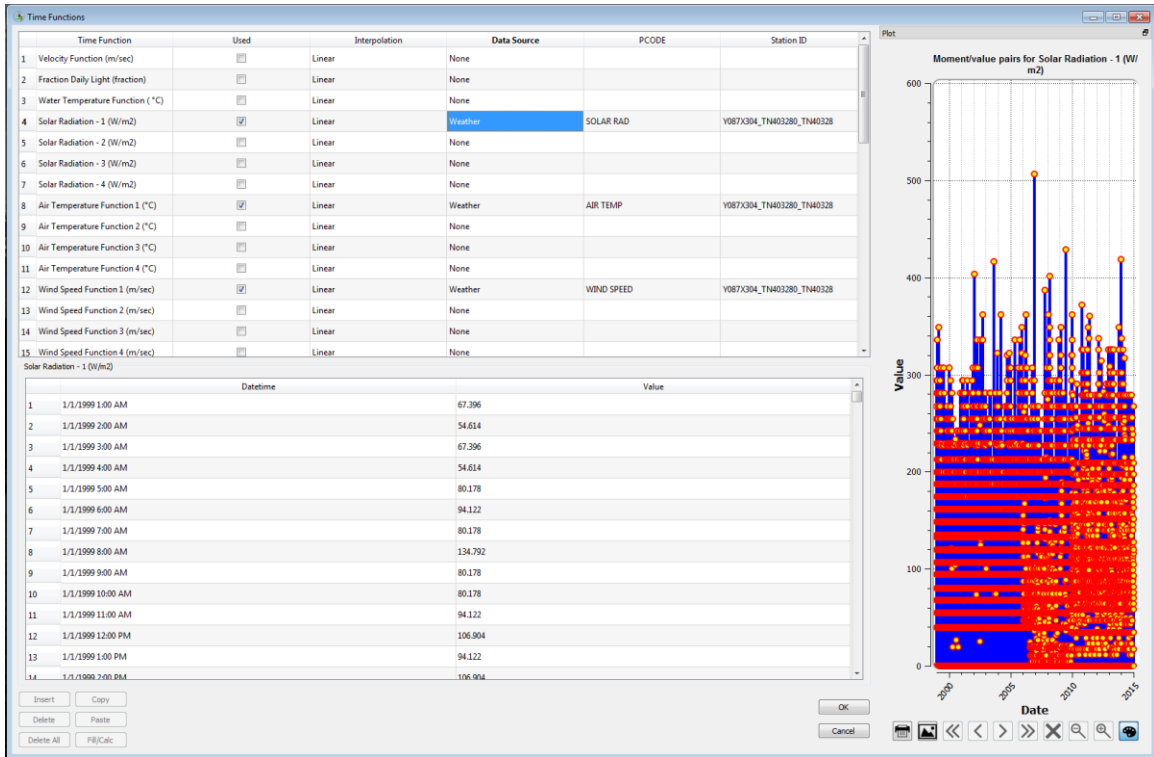 Time Functions
Time Function Used Interpolation Data Source PCODE Station ID
1 Velocity Function (m/sec) Linear None
2 Fraction Daily Light (fraction) Linear None
3 Water Temperature Function ( °C) Linear None
4 Solar Radiation - 1 (W/m2) Linear Weather SOLAR RAD Y087X304_TN403280_TN40328
5 Solar Radiation - 2 (W/m2) Linear None
6 Solar Radiation - 3 (W/m2) Linear None
7 Solar Radiation - 4 (W/m2) Linear None
8 Air Temperature Function 1 (°C) Linear Weather AIR TEMP Y087X304_TN403280_TN40328
9 Air Temperature Function 2 (°C) Linear None
10 Air Temperature Function 3 (°C) Linear None
11 Air Temperature Function 4 (°C) Linear None
12 Wind Speed Function 1 (m/sec) Linear Weather WIND SPEED Y087X304_TN403280_TN40328
13 Wind Speed Function 2 (m/sec) Linear None
14 Wind Speed Function 3 (m/sec) Linear None
15 Wind Speed Function 4 (m/sec) Linear None
Solar Radiation - 1 (W/m2)
Datetime Value
1 1/1/1999 1:00 AM 67.396
2 1/1/1999 2:00 AM 54.614
3 1/1/1999 3:00 AM 67.396
4 1/1/1999 4:00 AM 54.614
5 1/1/1999 5:00 AM 80.178
6 1/1/1999 6:00 AM 94.122
7 1/1/1999 7:00 AM 80.178
8 1/1/1999 8:00 AM 134.792
9 1/1/1999 9:00 AM 80.178
10 1/1/1999 10:00 AM 80.178
11 1/1/1999 11:00 AM 94.122
12 1/1/1999 12:00 PM 106.904
13 1/1/1999 1:00 PM 94.122
14 1/1/1999 2:00 PM 106.904
Insert Copy
Delete Paste
Delete All Fill/Calc
OK
Cancel
Plot
Moment/value pairs for Solar Radiation - 1 (W/
m2)
600
500
400
300
200
100
0
Value
2000 2005 2010 2015
Date